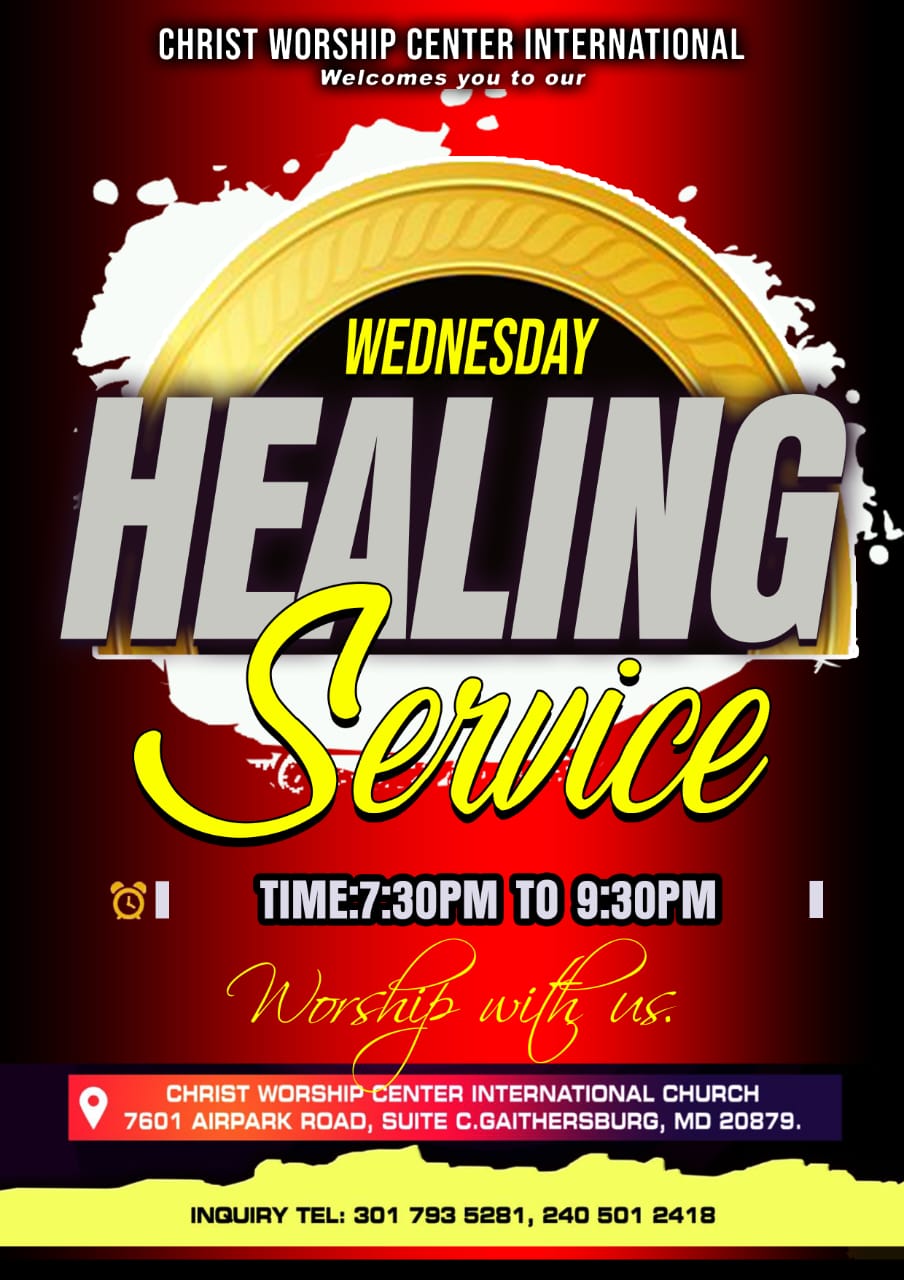 CHRIST WORSHIP CENTER INTERNATIONAL
Welcomes you to our
WEDNESDAY
HEALING
Service
TIME:7:30PM TO 9:30PM
Worship with us.
CHRIST WORSHIP CENTER INTERNATIONAL CHURCH
7601 AIRPARK ROAD, SUITE C.GAITHERSBURG, MD 20879.
INQUIRY TEL: 301 793 5281, 240 501 2418